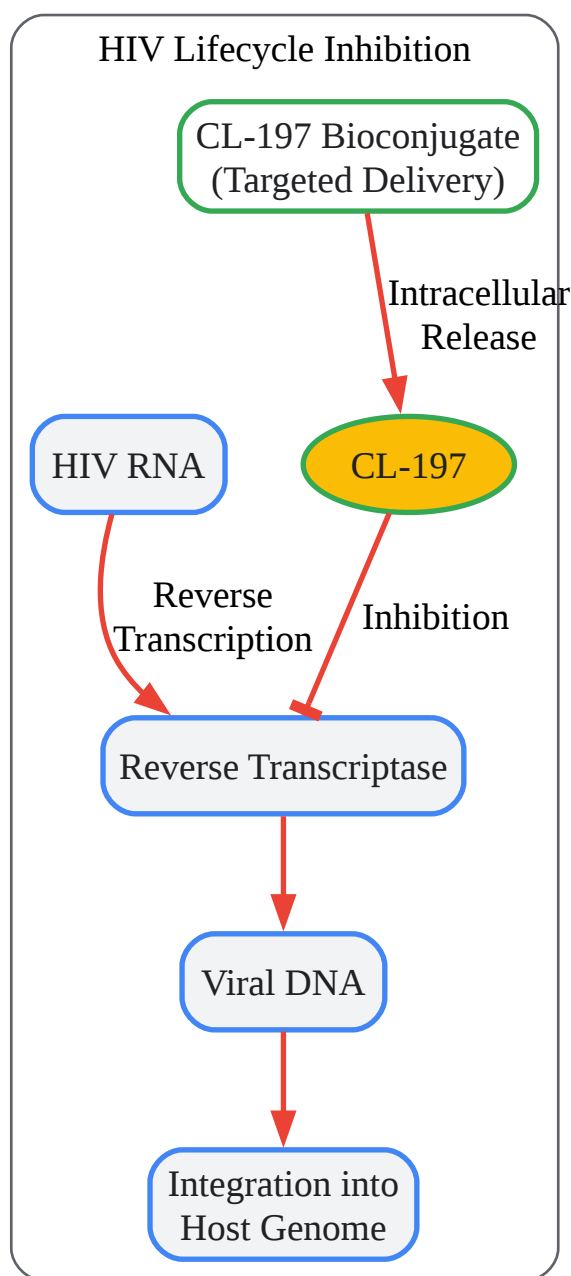 HIV Lifecycle Inhibition
CL-197 Bioconjugate
(Targeted Delivery)
Intracellular
Release
HIV RNA
CL-197
Reverse
Transcription
Inhibition
Reverse Transcriptase
Viral DNA
Integration into
Host Genome